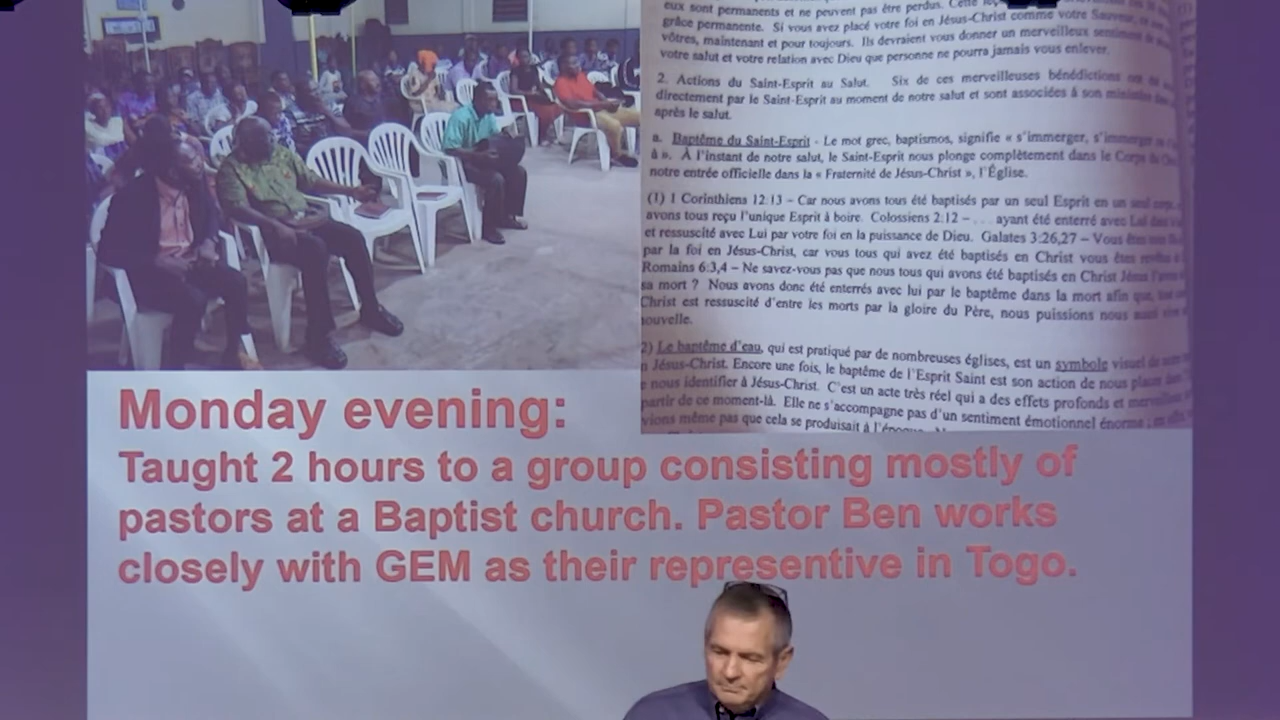 eux sont permanents et ne peuvent pas être perdus.
grâce permanente. Si vous avez placé votre foi en Jésus-Christ comme votre Sauveur,
vôtres, maintenant et pour toujours. Ils devraient vous donner un merveilleux sentiment de
votre salut et votre relation avec Dieu que personne ne pourra jamais vous enlever.
2. Actions du Saint-Esprit au Salut. Six de ces merveilleuses bénédictions
directement par le Saint-Esprit au moment de notre salut et sont associées à son
après le salut.
a. Baptême du Saint-Esprit - Le mot grec, baptismos, signifie « s'immerger, s'immerger
à ». À l'instant de notre salut, le Saint-Esprit nous plonge complètement dans le Corps
notre entrée officielle dans la « Fraternité de Jésus-Christ », l'Église.
(1) 1 Corinthiens 12:13 – Car nous avons tous été baptisés par un seul Esprit en un seul
avons tous reçu l'unique Esprit à boire. Colossiens 2:12 – ... ayant été enterré avec Lui
et ressuscité avec Lui par votre foi en la puissance de Dieu. Galates 3:26,27 – Vous
par la foi en Jésus-Christ, car vous tous qui avez été baptisés en Christ vous êtes
Romains 6:3,4 – Ne savez-vous pas que nous tous qui avons été baptisés en Christ Jésus
sa mort ? Nous avons donc été enterrés avec lui par le baptême dans la mort afin que,
Christ est ressuscité d'entre les morts par la gloire du Père, nous puissions nous aussi
nouvelle.
2) Le baptême d'eau, qui est pratiqué par de nombreuses églises, est un symbole visuel
Jésus-Christ. Encore une fois, le baptême de l'Esprit Saint est son action de nous placer
nous identifier à Jésus-Christ. C'est un acte très réel qui a des effets profonds et
partir de ce moment-là. Elle ne s'accompagne pas d'un sentiment émotionnel énorme ;
même pas que cela se produisait à
Monday evening:
Taught 2 hours to a group consisting mostly of
pastors at a Baptist church. Pastor Ben works
closely with GEM as their representative in Togo.